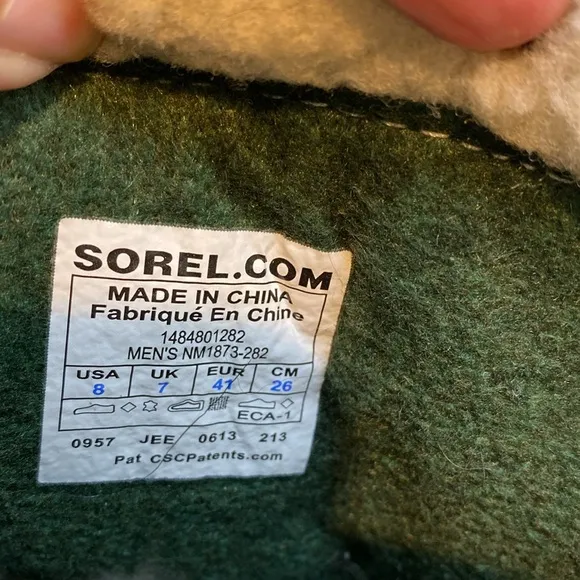 SOREL.COM
MADE IN CHINA
Fabriqué En Chine
1484801282
MEN'S NM1873-282
USA UK EUR CM
8 7 41 26
ECA-1
0957 JEE 0613 213
Pat CSCPatents.com